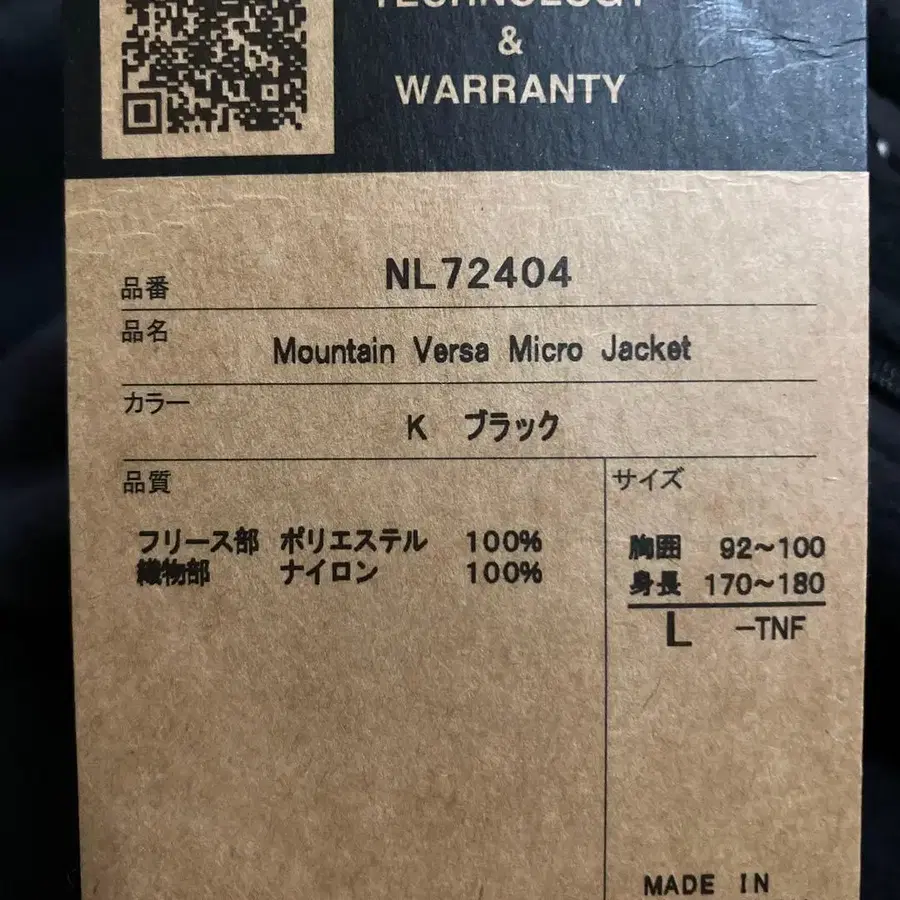 TECHNOLOGY
&
WARRANTY
品番 NL72404
品名 Mountain Versa Micro Jacket
カラー K ブラック
品質
フリース部 ポリエステル 100%
織物部 ナイロン 100%
サイズ
胸囲 92~100
身長 170~180
L -TNF
MADE IN